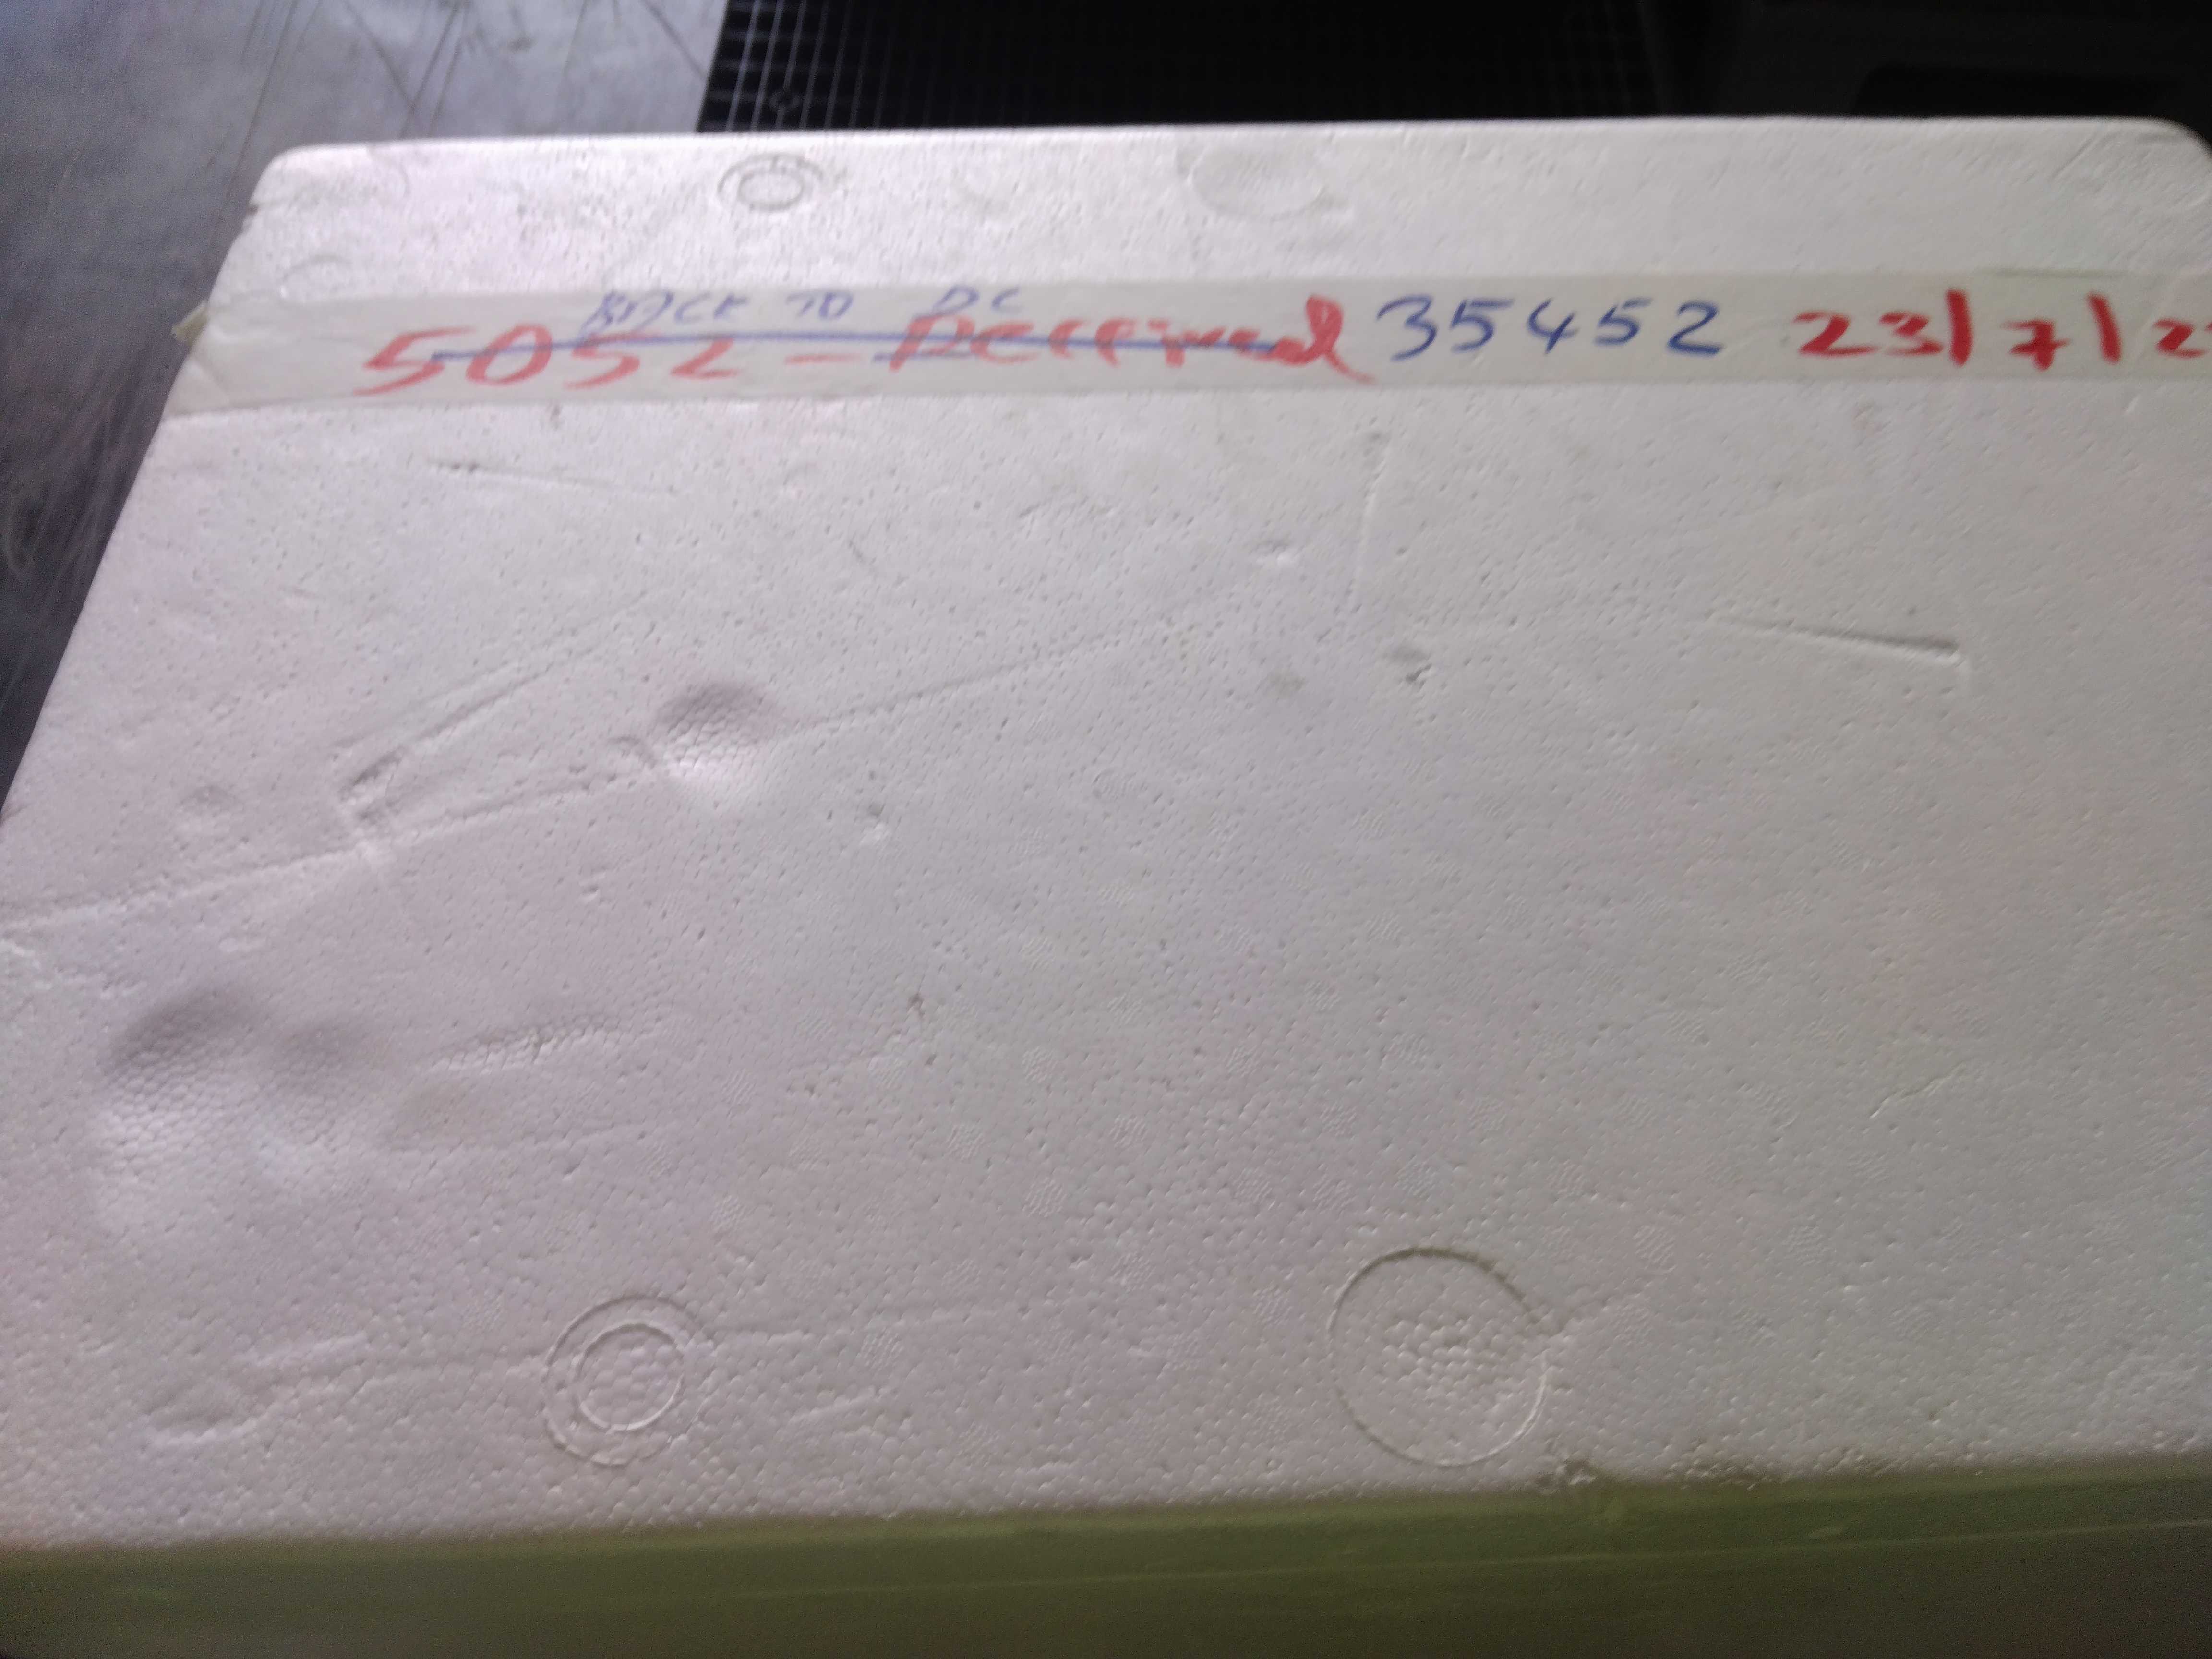 BACK TO DC
5052 - Received 35452 23/7/2